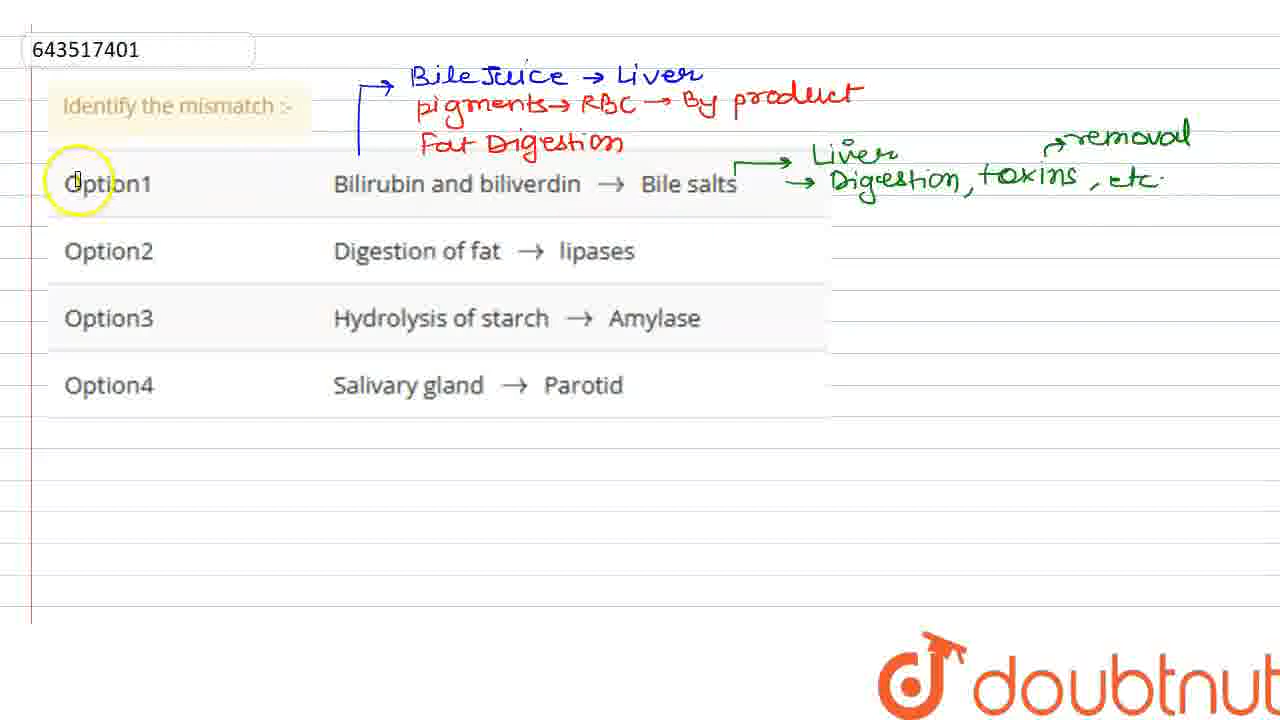 643517401
Bile Juice → Liver
Identify the mismatch :-
pigments → RBC → By product
Fat Digestion
removal
Liver
→ Digestion, toxins, etc.
Option1 Bilirubin and biliverdin → Bile salts
Option2 Digestion of fat → lipases
Option3 Hydrolysis of starch → Amylase
Option4 Salivary gland → Parotid
doubtnut